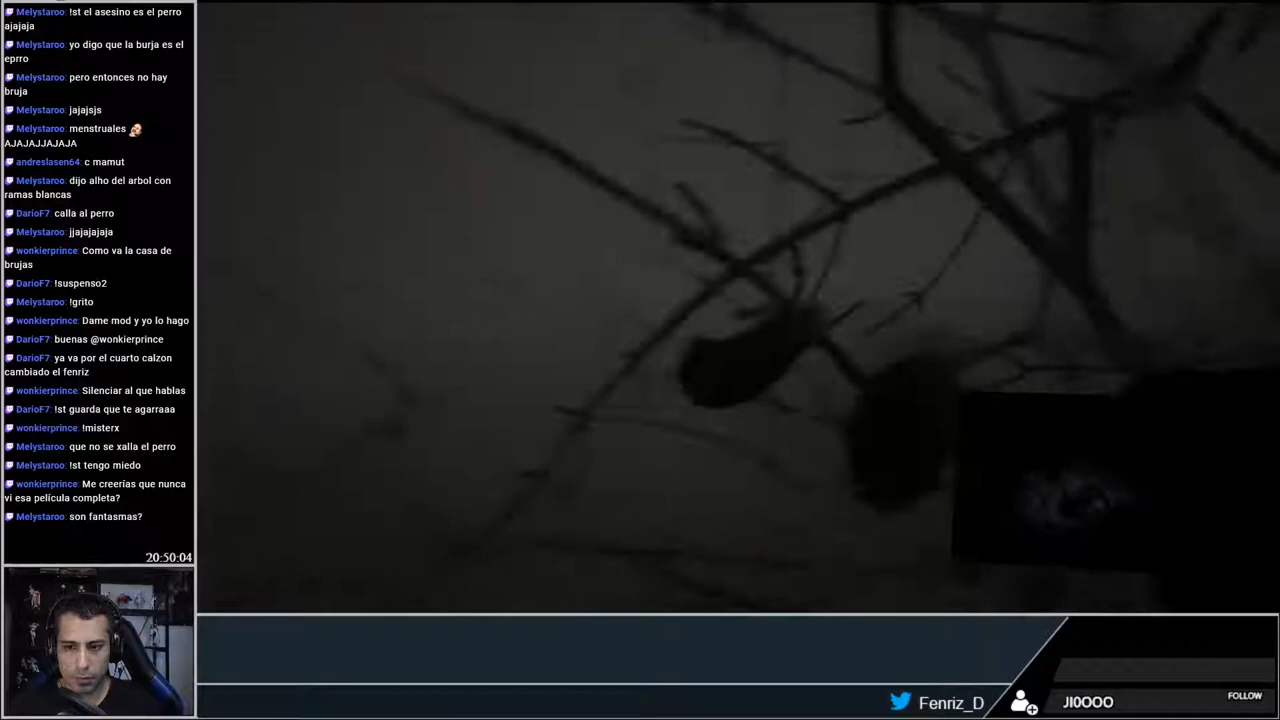 Melystaroo: !st el asesino es el perro
ajajaja
Melystaroo: yo digo que la burja es el
eprro
Melystaroo: pero entonces no hay
bruja
Melystaroo: jajajsjs
Melystaroo: menstruales
AJAJAJJAJAJA
andreslasen64: c mamut
Melystaroo: dijo alho del arbol con
ramas blancas
DarioF7: calla al perro
Melystaroo: jjajajajaja
wonkierprince: Como va la casa de
brujas
DarioF7: !suspenso2
Melystaroo: !grito
wonkierprince: Dame mod y yo lo hago
DarioF7: buenas @wonkierprince
DarioF7: ya va por el cuarto calzon
cambiado el fenriz
wonkierprince: Silenciar al que hablas
DarioF7: !st guarda que te agarraaa
wonkierprince: !misterx
Melystaroo: que no se xalla el perro
Melystaroo: !st tengo miedo
wonkierprince: Me creerías que nunca
vi esa película completa?
Melystaroo: son fantasmas?
20:50:04
Fenriz_D
JI0OOO
FOLLOW